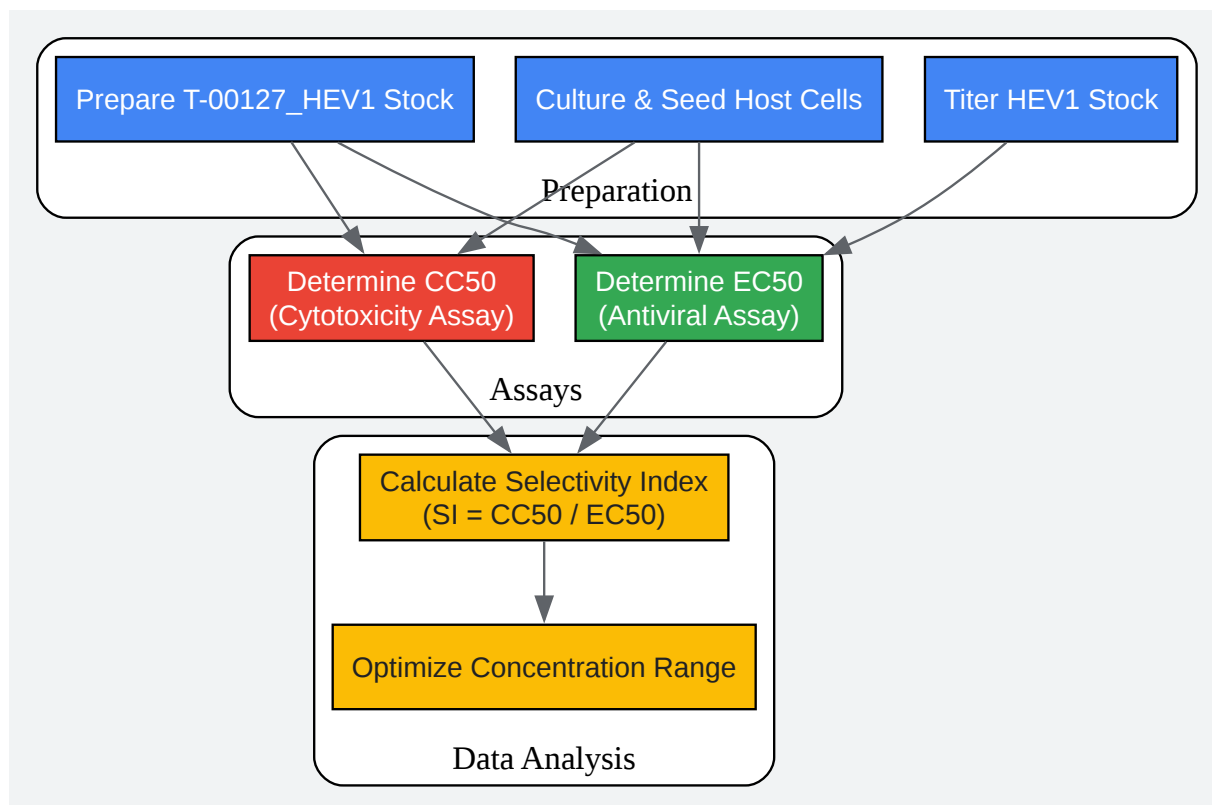 Prepare T-00127_HEV1 Stock
Culture & Seed Host Cells
Titer HEV1 Stock
Preparation
Determine CC50
(Cytotoxicity Assay)
Determine EC50
(Antiviral Assay)
Assays
Calculate Selectivity Index
(SI = CC50 / EC50)
Optimize Concentration Range
Data Analysis